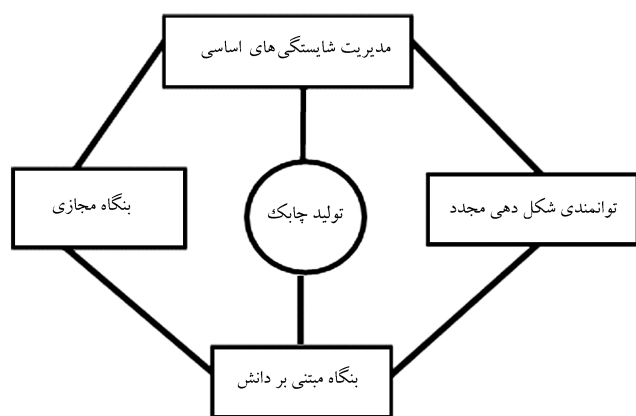 مدیریت شایستگی‌های اساسی
توانمندی شکل دهی مجدد
تولید چابک
بنگاه مجازی
بنگاه مبتنی بر دانش